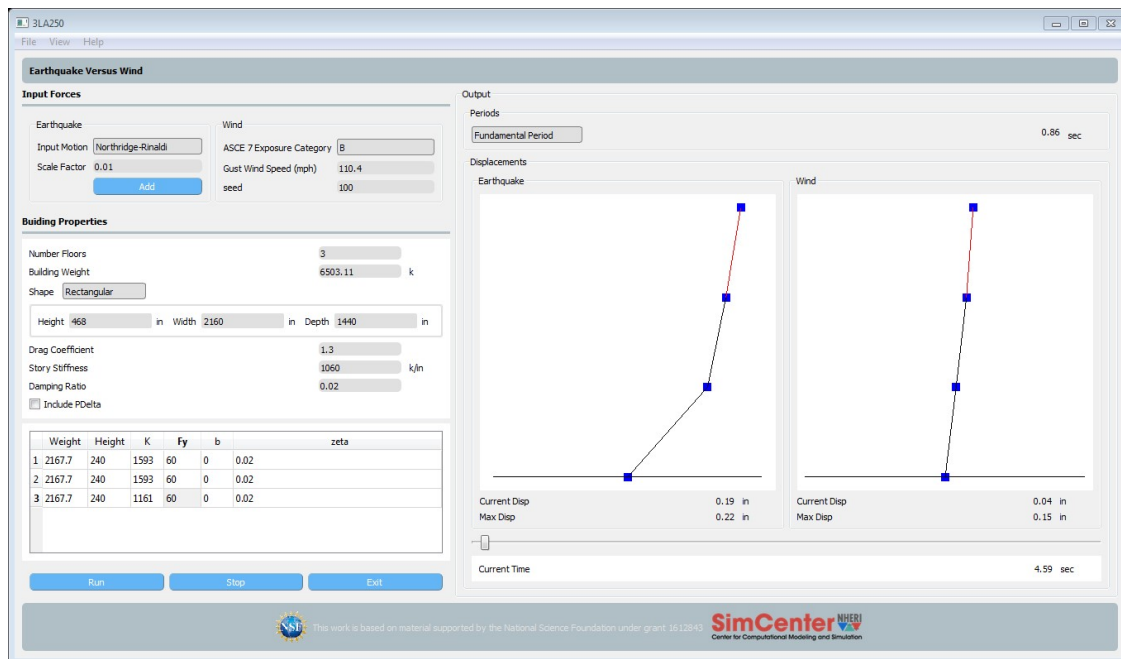 3LA250
File View Help
Earthquake Versus Wind
Input Forces
Earthquake
Input Motion Northridge-Rinaldi
Scale Factor 0.01
Add
Wind
ASCE 7 Exposure Category B
Gust Wind Speed (mph) 110.4
seed 100
Buiding Properties
Number Floors 3
Building Weight 6503.11 k
Shape Rectangular
Height 468 in Width 2160 in Depth 1440 in
Drag Coefficient 1.3
Story Stiffness 1060 k/in
Damping Ratio 0.02
Include PDelta
Weight Height K Fy b zeta
1 2167.7 240 1593 60 0 0.02
2 2167.7 240 1593 60 0 0.02
3 2167.7 240 1161 60 0 0.02
Run Stop Exit
Output
Periods
Fundamental Period 0.86 sec
Displacements
Earthquake
Current Disp 0.19 in
Max Disp 0.22 in
Wind
Current Disp 0.04 in
Max Disp 0.15 in
Current Time 4.59 sec
NSF This work is based on material supported by the National Science Foundation under grant 1612843
SimCenter NHERI
Center for Computational Modeling and Simulation